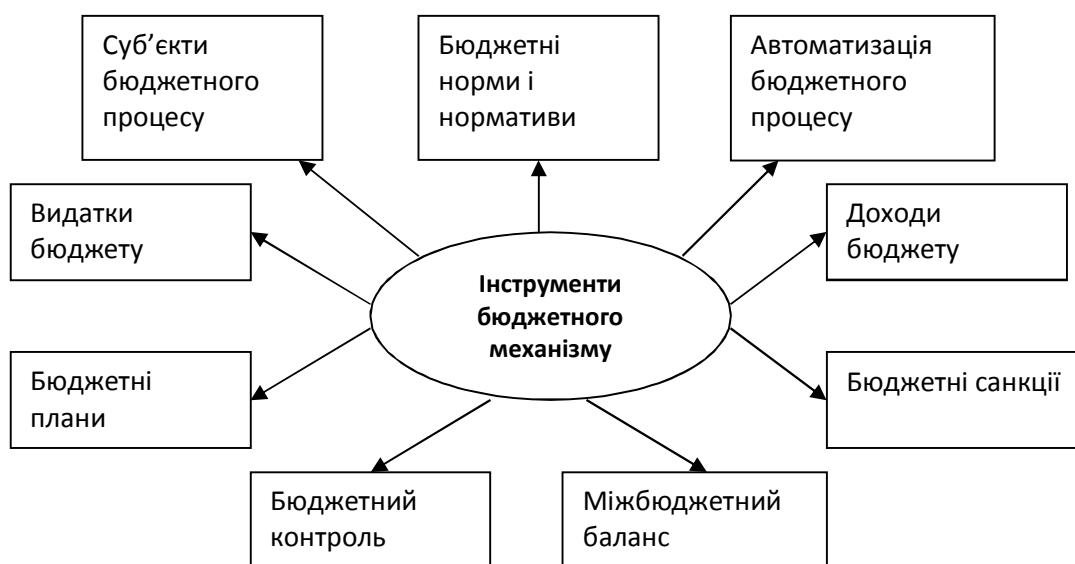 Суб’єкти
бюджетного
процесу
Бюджетні
норми і
нормативи
Автоматизація
бюджетного
процесу
Видатки
бюджету
Доходи
бюджету
Інструменти
бюджетного
механізму
Бюджетні
плани
Бюджетні санкції
Бюджетний
контроль
Міжбюджетний
баланс